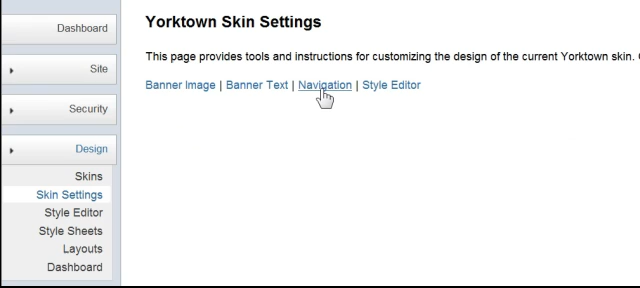 Dashboard
Site
Security
Design
Skins
Skin Settings
Style Editor
Style Sheets
Layouts
Dashboard
Yorktown Skin Settings
This page provides tools and instructions for customizing the design of the current Yorktown skin.
Banner Image | Banner Text | Navigation | Style Editor